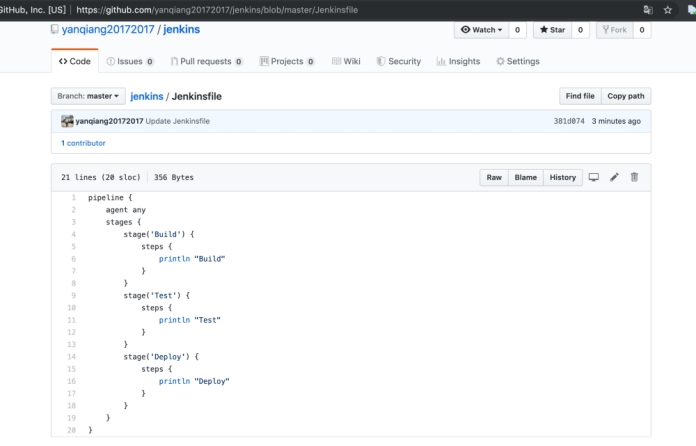 GitHub, Inc. [US] | https://github.com/yanqiang20172017/jenkins/blob/master/Jenkinsfile
yanqiang20172017 / jenkins
Watch 0 Star 0 Fork 0
Code Issues 0 Pull requests 0 Projects 0 Wiki Security Insights Settings
Branch: master jenkins / Jenkinsfile Find file Copy path
yanqiang20172017 Update Jenkinsfile 381d074 3 minutes ago
1 contributor
21 lines (20 sloc) 356 Bytes Raw Blame History
1 pipeline {
2 agent any
3 stages {
4 stage('Build') {
5 steps {
6 println "Build"
7 }
8 }
9 stage('Test') {
10 steps {
11 println "Test"
12 }
13 }
14 stage('Deploy') {
15 steps {
16 println "Deploy"
17 }
18 }
19 }
20 }